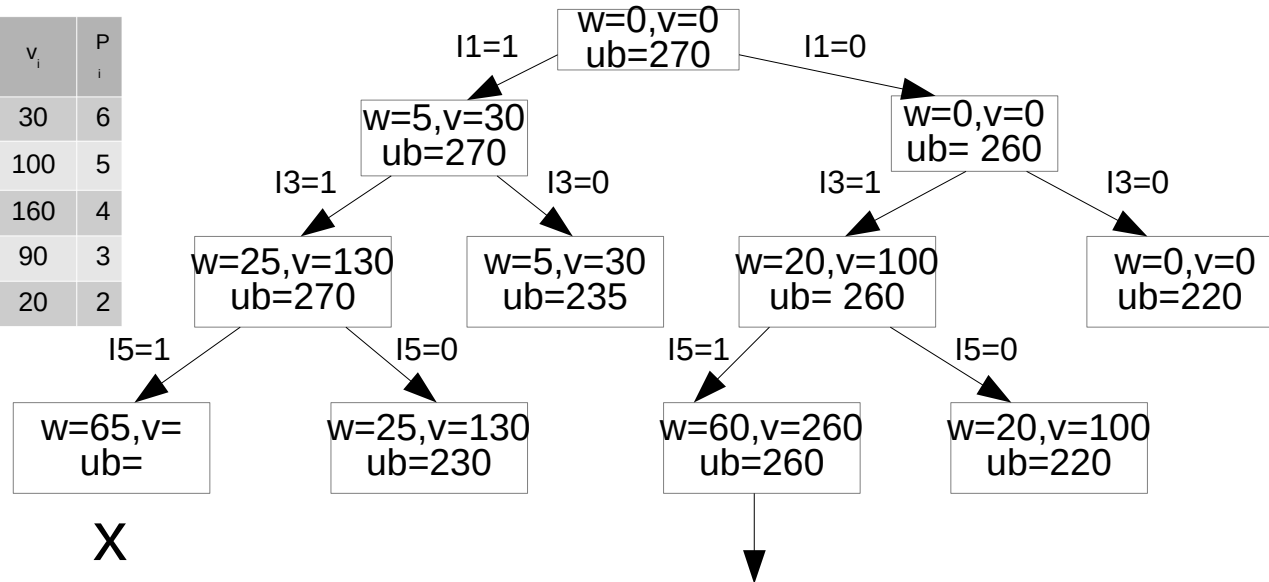 v i P i
30 6
100 5
160 4
90 3
20 2
w=0,v=0
ub=270
I1=1 I1=0
w=5,v=30
ub=270
w=0,v=0
ub= 260
I3=1 I3=0 I3=1 I3=0
w=25,v=130
ub=270
w=5,v=30
ub=235
w=20,v=100
ub= 260
w=0,v=0
ub=220
I5=1 I5=0 I5=1 I5=0
w=65,v=
ub=
w=25,v=130
ub=230
w=60,v=260
ub=260
w=20,v=100
ub=220
X